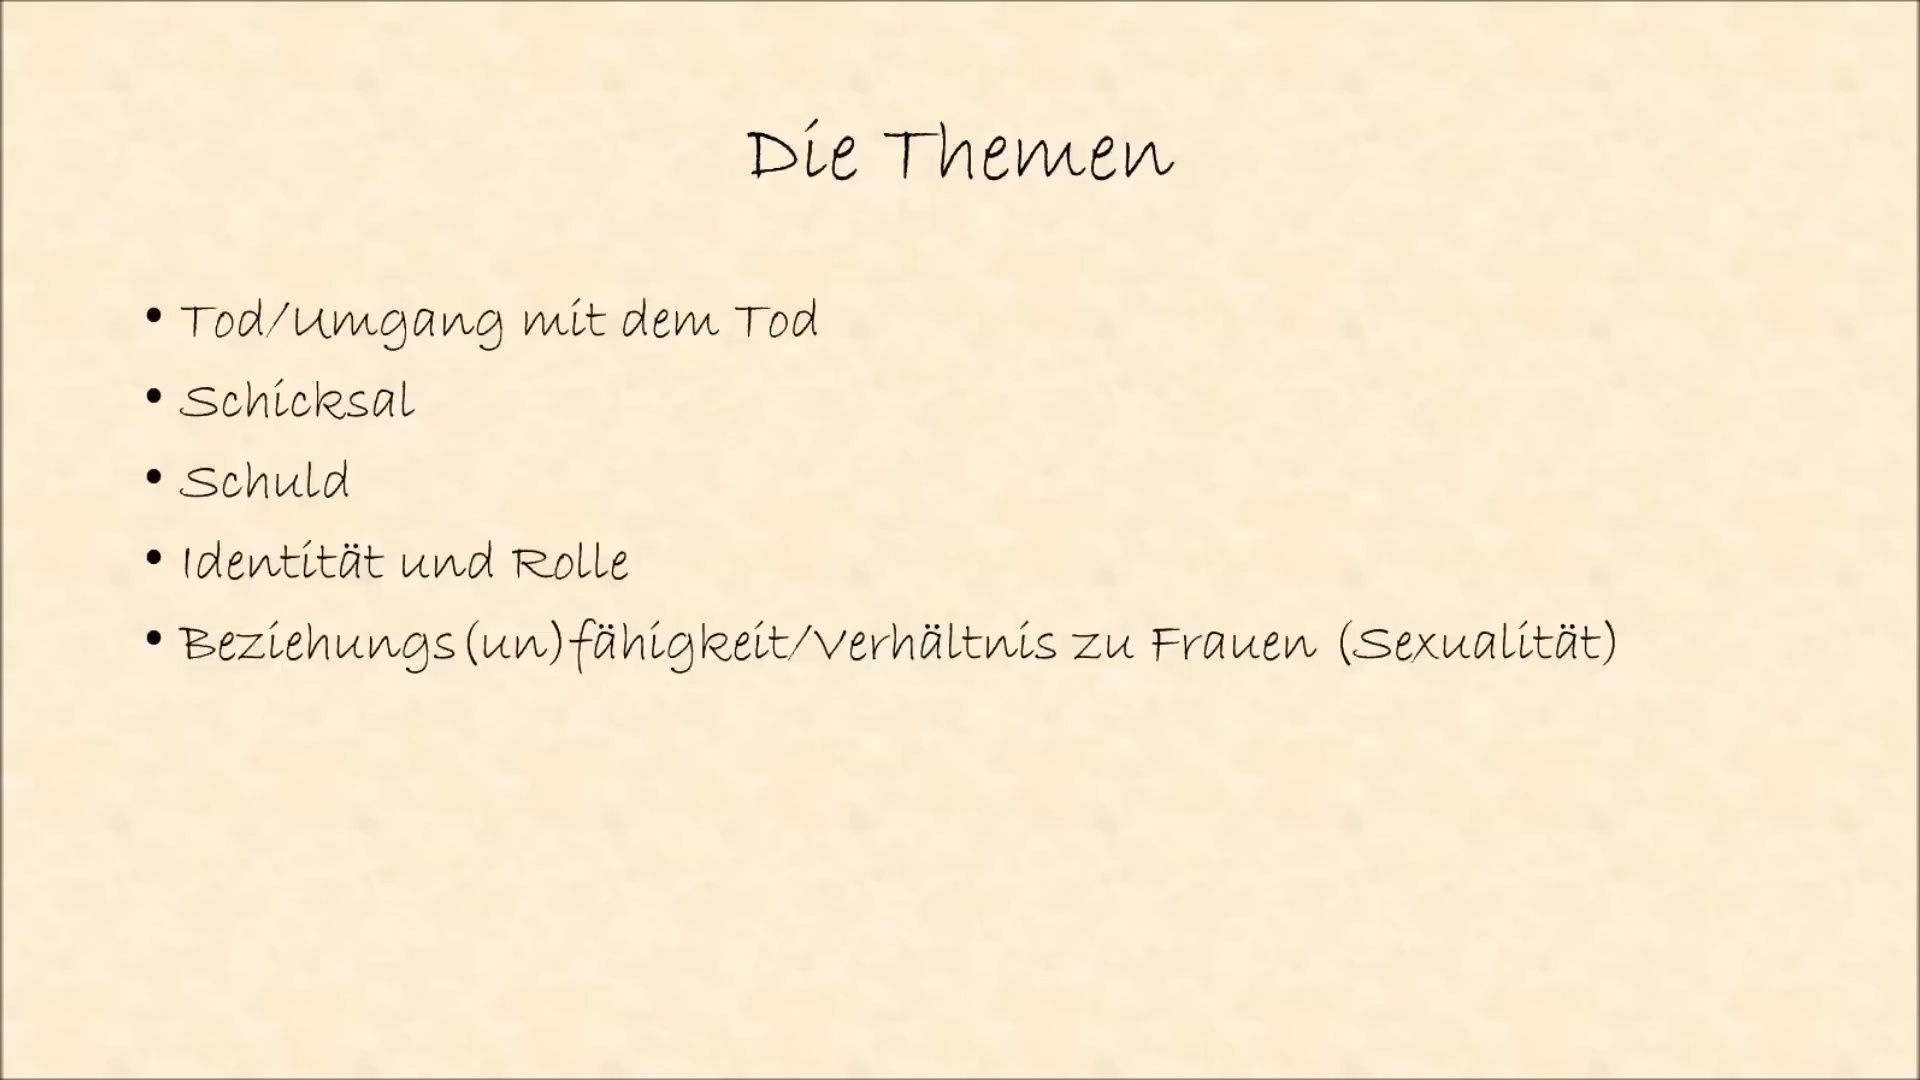 Die Themen
• Tod/Umgang mit dem Tod
• Schicksal
• Schuld
• Identität und Rolle
• Beziehungs(un)fähigkeit/Verhältnis zu Frauen (Sexualität)